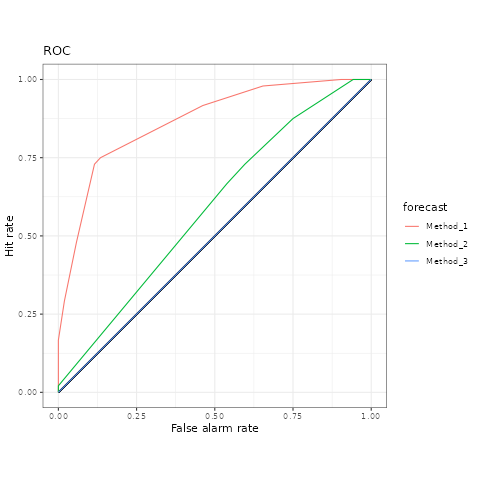 ROC
1.00
0.75
0.50
0.25
0.00
Hit rate
0.00 0.25 0.50 0.75 1.00
False alarm rate
forecast
Method_1
Method_2
Method_3